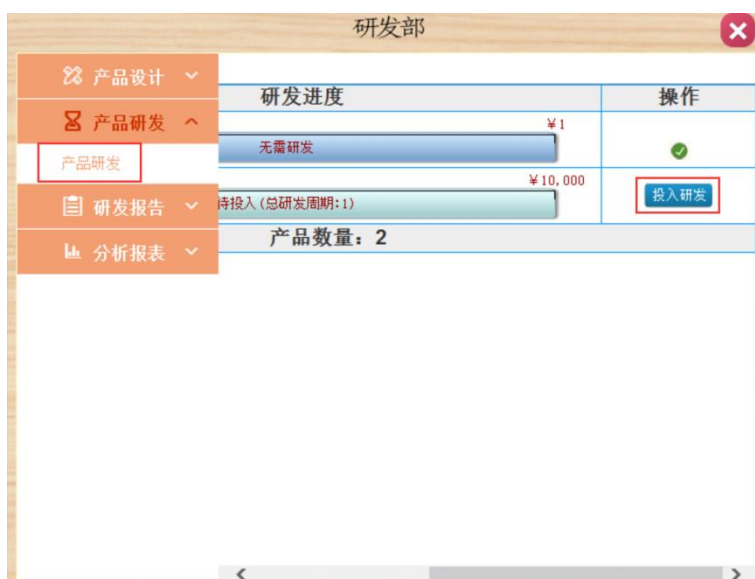 研发部
产品设计
研发进度
操作
产品研发
¥1
无需研发
产品研发
¥10,000
待投入(总研发周期:1)
投入研发
研发报告
产品数量：2
分析报表